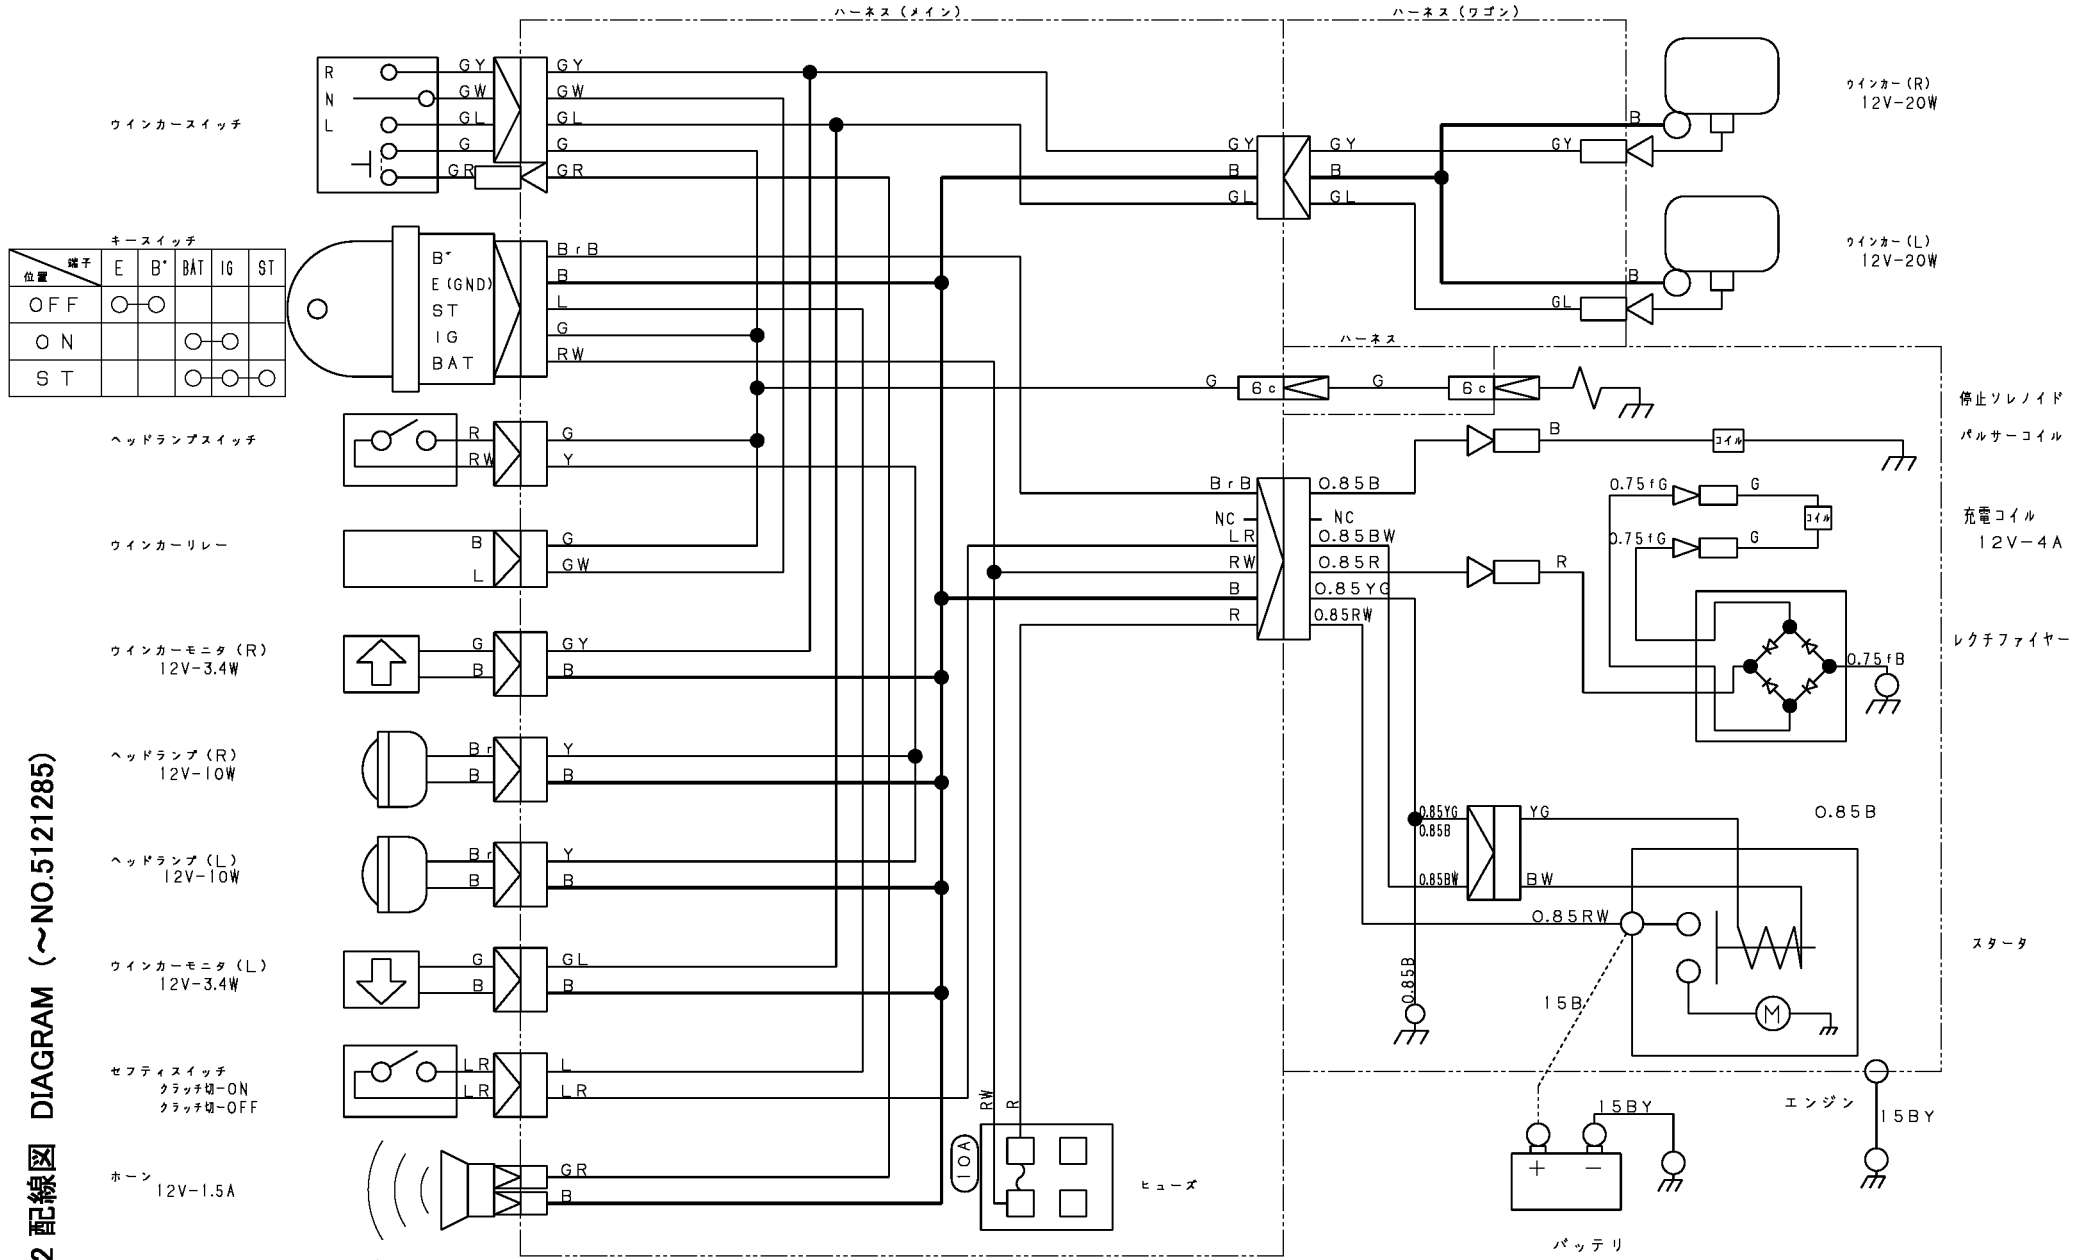 ハーネス (メイン)
ハーネス (ワゴン)
ウインカースイッチ
R
N
L
GY
GW
GL
G
GR
GY
GW
GL
G
GR
GY
B
GL
GY
B
GL
B
GY
ウインカー (R)
12V-20W
B
GL
ウインカー (L)
12V-20W
キースイッチ
端子
位置
E
B*
BAT
IG
ST
OFF
ON
ST
B*
E (GND)
ST
IG
BAT
BrB
B
L
G
RW
ハーネス
G
6c
G
6c
停止ソレノイド
ヘッドランプスイッチ
R
RW
G
Y
B
コイル
パルサーコイル
BrB
NC
LR
RW
B
R
0.85B
NC
0.85BW
0.85R
0.85YG
0.85RW
0.75fG
G
コイル
0.75fG
G
充電コイル
12V-4A
R
ウインカーリレー
B
L
G
GW
0.75fB
レクチファイヤー
ウインカーモニタ (R)
12V-3.4W
G
B
GY
B
ヘッドランプ (R)
12V-10W
Br
B
Y
B
ヘッドランプ (L)
12V-10W
Br
B
Y
B
0.85YG
0.85B
0.85BW
YG
BW
0.85B
0.85RW
スタータ
M
0.85B
15B
ウインカーモニタ (L)
12V-3.4W
G
B
GL
B
セフティスイッチ
クラッチ切-ON
クラッチ切-OFF
LR
LR
L
LR
RW
R
10A
ヒューズ
ホーン
12V-1.5A
GR
B
エンジン
15BY
15BY
+
−
バッテリ
2 配線図 DIAGRAM (〜NO.5121285)